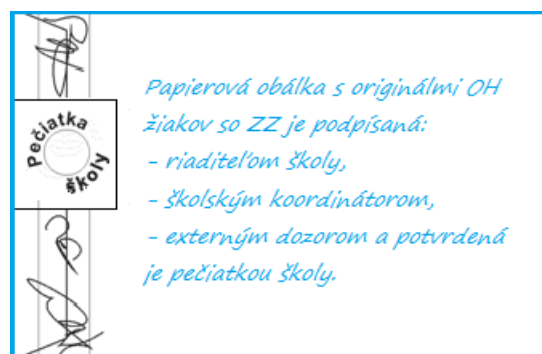 Pečiatka
školy
Papierová obálka s originálmi OH
žiakov so ZZ je podpísaná:
- riaditeľom školy,
- školským koordinátorom,
- externým dozorom a potvrdená
je pečiatkou školy.